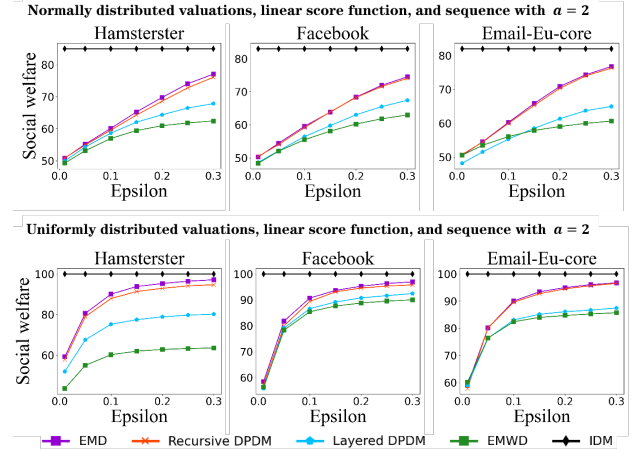 Normally distributed valuations, linear score function, and sequence with a = 2
Hamsterster
Facebook
Email-Eu-core
Social welfare
80
70
60
50
0.0 0.1 0.2 0.3
Epsilon
80
70
60
50
0.0 0.1 0.2 0.3
Epsilon
80
70
60
50
0.0 0.1 0.2 0.3
Epsilon
Uniformly distributed valuations, linear score function, and sequence with a = 2
Hamsterster
Facebook
Email-Eu-core
Social welfare
100
80
60
0.0 0.1 0.2 0.3
Epsilon
100
90
80
70
60
0.0 0.1 0.2 0.3
Epsilon
100
90
80
70
60
0.0 0.1 0.2 0.3
Epsilon
EMD Recursive DPDM Layered DPDM EMWD IDM